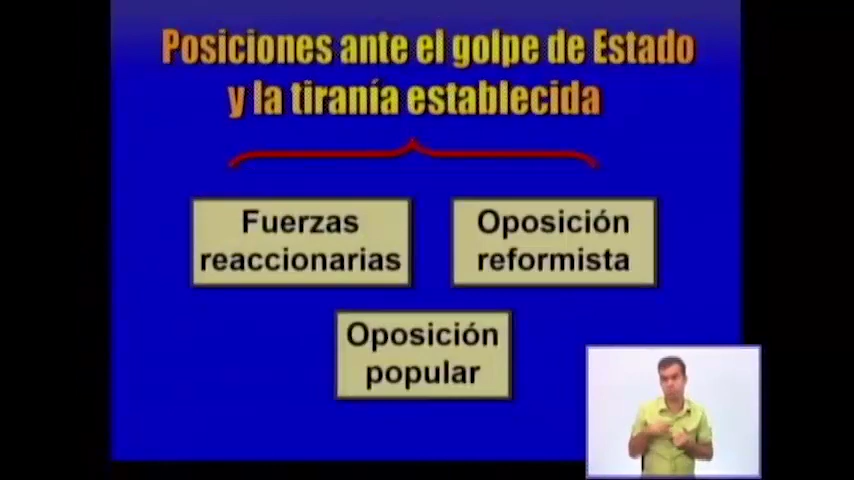 Posiciones ante el golpe de Estado
y la tiranía establecida
Fuerzas
reaccionarias
Oposición
reformista
Oposición
popular